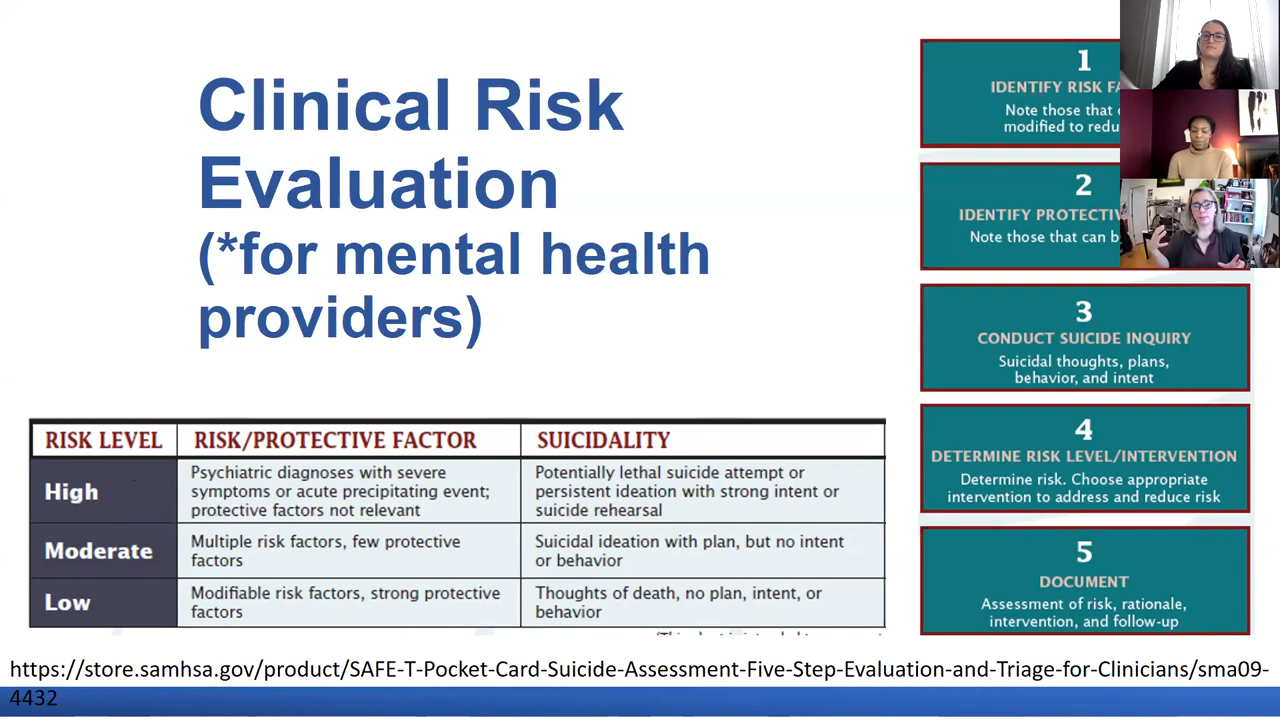 Clinical Risk
Evaluation
(*for mental health
providers)
RISK LEVEL
RISK/PROTECTIVE FACTOR
SUICIDALITY
High
Psychiatric diagnoses with severe
symptoms or acute precipitating event;
protective factors not relevant
Potentially lethal suicide attempt or
persistent ideation with strong intent or
suicide rehearsal
Moderate
Multiple risk factors, few protective
factors
Suicidal ideation with plan, but no intent
or behavior
Low
Modifiable risk factors, strong protective
factors
Thoughts of death, no plan, intent, or
behavior
1
IDENTIFY RISK
Note those that
modified to
2
IDENTIFY
Note those that can
3
CONDUCT SUICIDE INQUIRY
Suicidal thoughts, plans,
behavior, and intent
4
DETERMINE RISK LEVEL/INTERVENTION
Determine risk. Choose appropriate
intervention to address and reduce risk
5
DOCUMENT
Assessment of risk, rationale,
intervention, and follow-up
https://store.samhsa.gov/product/SAFE-T-Pocket-Card-Suicide-Assessment-Five-Step-Evaluation-and-Triage-for-Clinicians/sma09-
4432